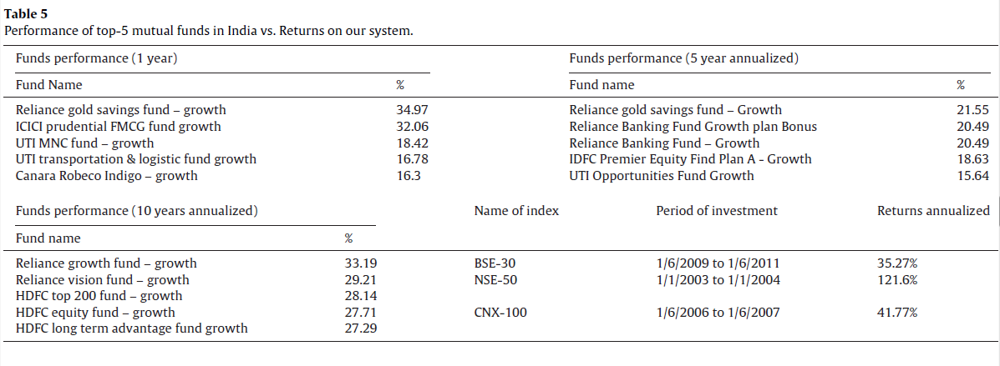 Table 5
Performance of top-5 mutual funds in India vs. Returns on our system.
Funds performance (1 year) Funds performance (5 year annualized)
Fund Name % Fund name %
Reliance gold savings fund – growth 34.97 Reliance gold savings fund – Growth 21.55
ICICI prudential FMCG fund growth 32.06 Reliance Banking Fund Growth plan Bonus 20.49
UTI MNC fund – growth 18.42 Reliance Banking Fund – Growth 20.49
UTI transportation & logistic fund growth 16.78 IDFC Premier Equity Find Plan A - Growth 18.63
Canara Robeco Indigo – growth 16.3 UTI Opportunities Fund Growth 15.64
Funds performance (10 years annualized) Name of index Period of investment Returns annualized
Fund name %
Reliance growth fund – growth 33.19 BSE-30 1/6/2009 to 1/6/2011 35.27%
Reliance vision fund – growth 29.21 NSE-50 1/1/2003 to 1/1/2004 121.6%
HDFC top 200 fund – growth 28.14
HDFC equity fund – growth 27.71 CNX-100 1/6/2006 to 1/6/2007 41.77%
HDFC long term advantage fund growth 27.29